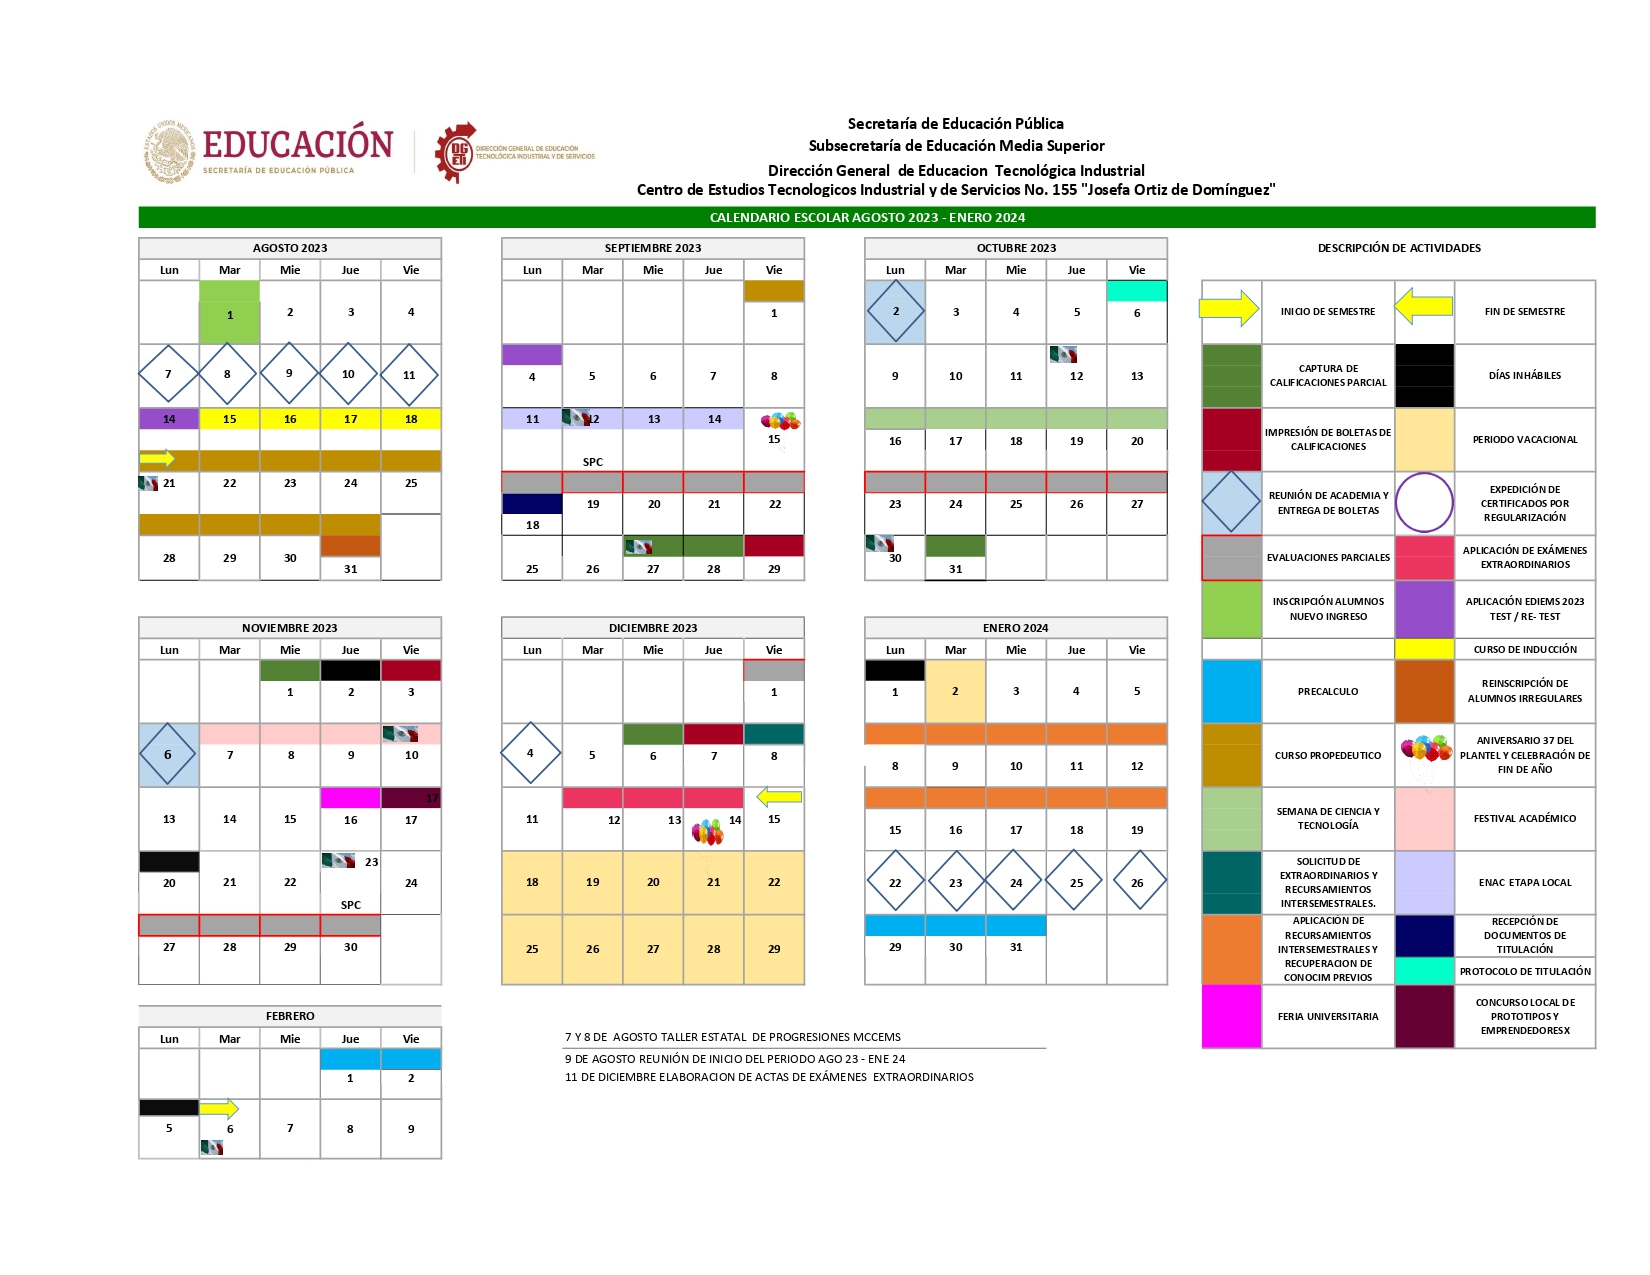 EDUCACIÓN
SECRETARÍA DE EDUCACIÓN PÚBLICA
DGETI
DIRECCIÓN GENERAL DE EDUCACIÓN
TECNOLÓGICA INDUSTRIAL Y DE SERVICIOS
Secretaría de Educación Pública
Subsecretaría de Educación Media Superior
Dirección General de Educacion Tecnológica Industrial
Centro de Estudios Tecnologicos Industrial y de Servicios No. 155 "Josefa Ortiz de Domínguez"
CALENDARIO ESCOLAR AGOSTO 2023 - ENERO 2024
AGOSTO 2023
Lun Mar Mie Jue Vie
1 2 3 4
7 8 9 10 11
14 15 16 17 18
21 22 23 24 25
28 29 30 31
SEPTIEMBRE 2023
Lun Mar Mie Jue Vie
1
4 5 6 7 8
11 12 13 14 15
SPC
18 19 20 21 22
25 26 27 28 29
OCTUBRE 2023
Lun Mar Mie Jue Vie
2 3 4 5 6
9 10 11 12 13
16 17 18 19 20
23 24 25 26 27
30 31
NOVIEMBRE 2023
Lun Mar Mie Jue Vie
1 2 3
6 7 8 9 10
17
13 14 15 16 17
20 21 22 23 24
SPC
27 28 29 30
DICIEMBRE 2023
Lun Mar Mie Jue Vie
1
4 5 6 7 8
11 12 13 14 15
18 19 20 21 22
25 26 27 28 29
ENERO 2024
Lun Mar Mie Jue Vie
1 2 3 4 5
8 9 10 11 12
15 16 17 18 19
22 23 24 25 26
29 30 31
FEBRERO
Lun Mar Mie Jue Vie
1 2
5 6 7 8 9
7 Y 8 DE AGOSTO TALLER ESTATAL DE PROGRESIONES MCCEMS
9 DE AGOSTO REUNIÓN DE INICIO DEL PERIODO AGO 23 - ENE 24
11 DE DICIEMBRE ELABORACION DE ACTAS DE EXÁMENES EXTRAORDINARIOS
DESCRIPCIÓN DE ACTIVIDADES
INICIO DE SEMESTRE
FIN DE SEMESTRE
CAPTURA DE
CALIFICACIONES PARCIAL
DÍAS INHÁBILES
IMPRESIÓN DE BOLETAS DE
CALIFICACIONES
PERIODO VACACIONAL
REUNIÓN DE ACADEMIA Y
ENTREGA DE BOLETAS
EXPEDICIÓN DE
CERTIFICADOS POR
REGULARIZACIÓN
EVALUACIONES PARCIALES
APLICACIÓN DE EXÁMENES
EXTRAORDINARIOS
INSCRIPCIÓN ALUMNOS
NUEVO INGRESO
APLICACIÓN EDIEMS 2023
TEST / RE- TEST
CURSO DE INDUCCIÓN
PRECALCULO
REINSCRIPCIÓN DE
ALUMNOS IRREGULARES
CURSO PROPEDEUTICO
ANIVERSARIO 37 DEL
PLANTEL Y CELEBRACIÓN DE
FIN DE AÑO
SEMANA DE CIENCIA Y
TECNOLOGÍA
FESTIVAL ACADÉMICO
SOLICITUD DE
EXTRAORDINARIOS Y
RECURSAMIENTOS
INTERSEMESTRALES.
ENAC ETAPA LOCAL
APLICACIÓN DE
RECURSAMIENTOS
INTERSEMESTRALES Y
RECUPERACION DE
CONOCIM PREVIOS
RECEPCIÓN DE
DOCUMENTOS DE
TITULACIÓN
PROTOCOLO DE TITULACIÓN
FERIA UNIVERSITARIA
CONCURSO LOCAL DE
PROTOTIPOS Y
EMPRENDEDORESX